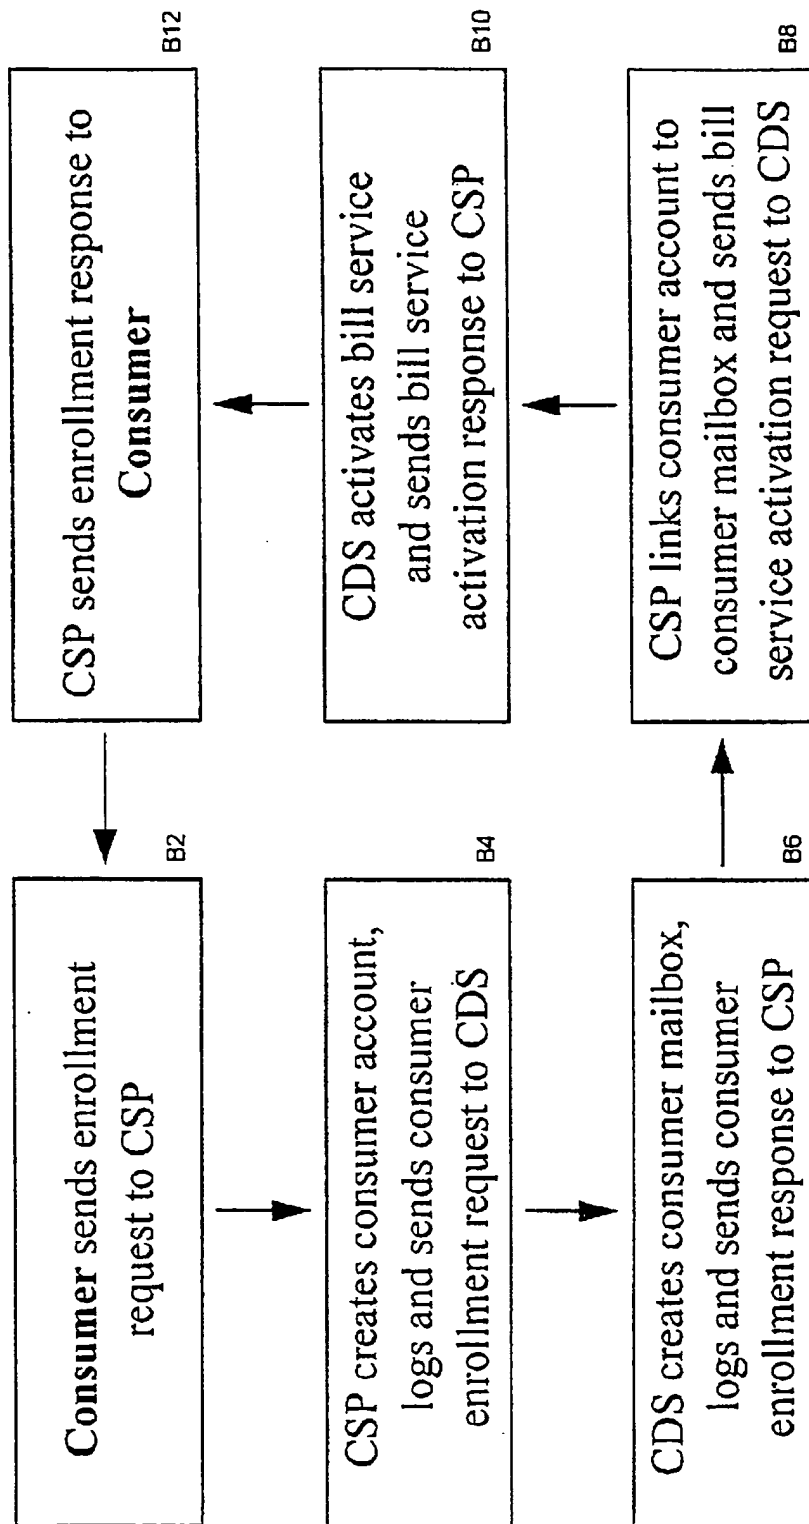 Consumer sends enrollment
request to CSP
B2
CSP creates consumer account,
logs and sends consumer
enrollment request to CDS
B4
CDS creates consumer mailbox,
logs and sends consumer
enrollment response to CSP
B6
CSP links consumer account to
consumer mailbox and sends bill
service activation request to CDS
B8
CDS activates bill service
and sends bill service
activation response to CSP
B10
CSP sends enrollment response to
Consumer
B12